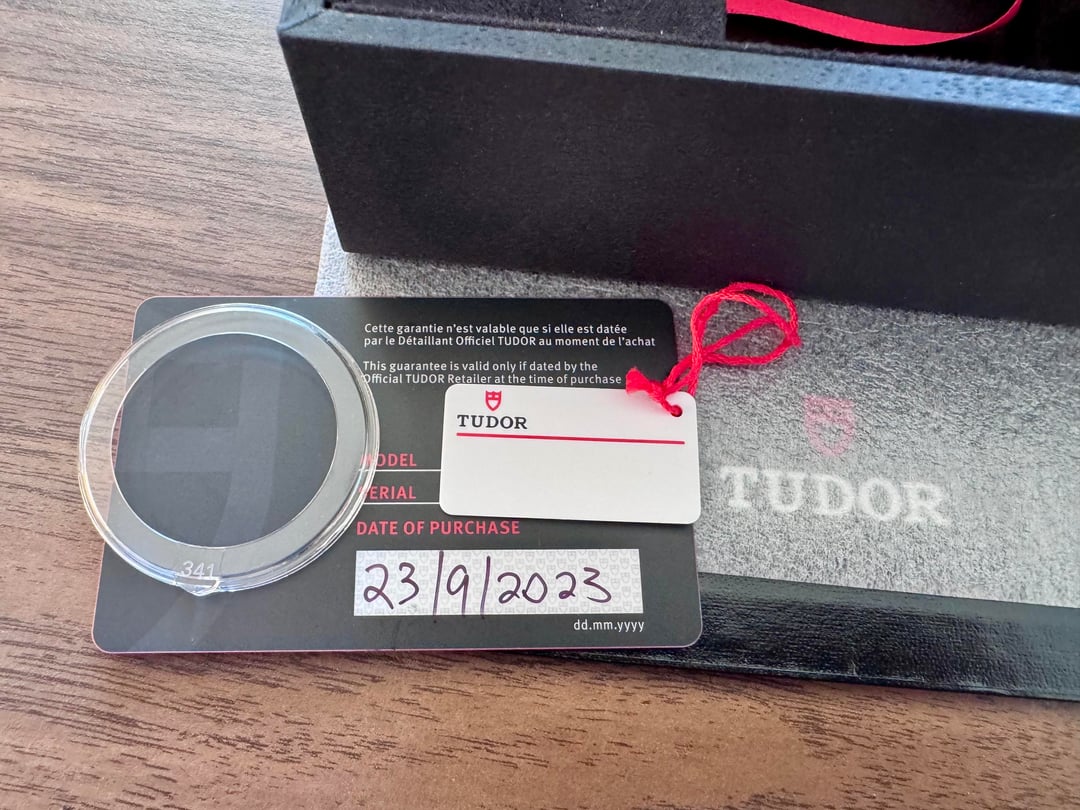 Cette garantie n'est valable que si elle est datée
par le Détaillant Officiel TUDOR au moment de l'achat
This guarantee is valid only if dated by the
Official TUDOR Retailer at the time of purchase
TUDOR
MODEL
SERIAL
DATE OF PURCHASE
23/9/2023
dd.mm.yyyy
341
TUDOR